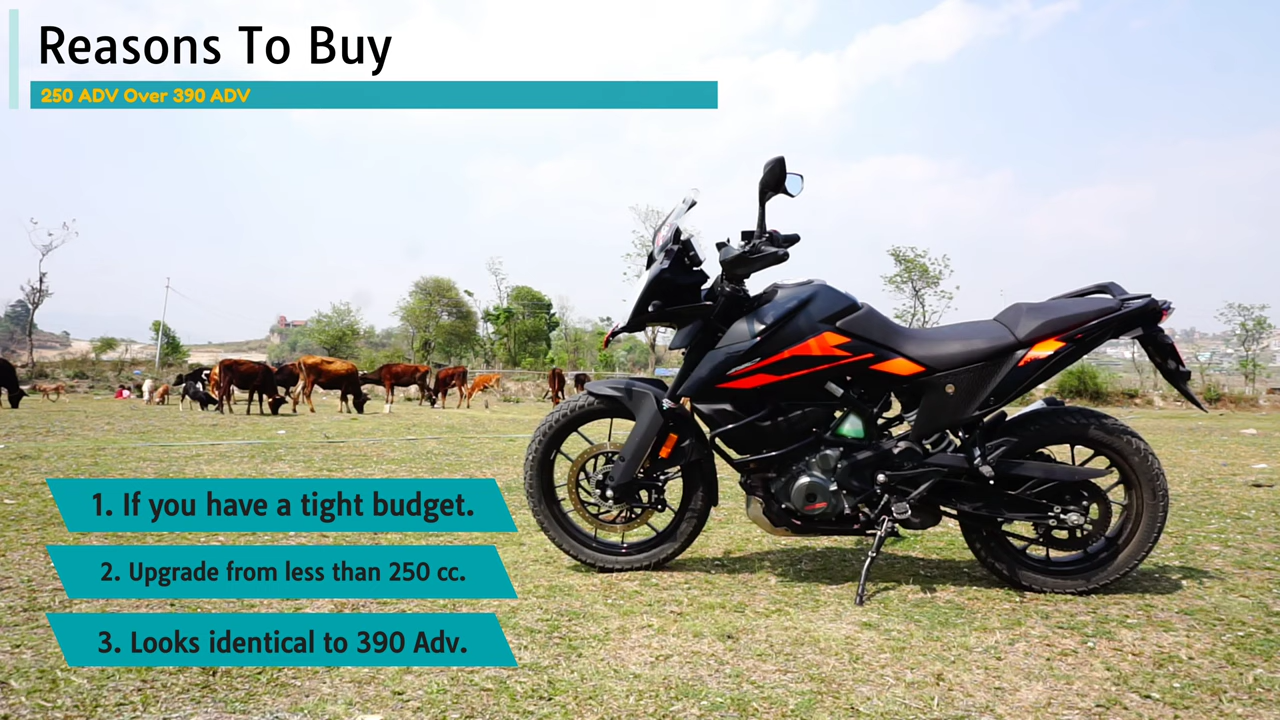 Reasons To Buy
250 ADV Over 390 ADV
1. If you have a tight budget.
2. Upgrade from less than 250 cc.
3. Looks identical to 390 Adv.